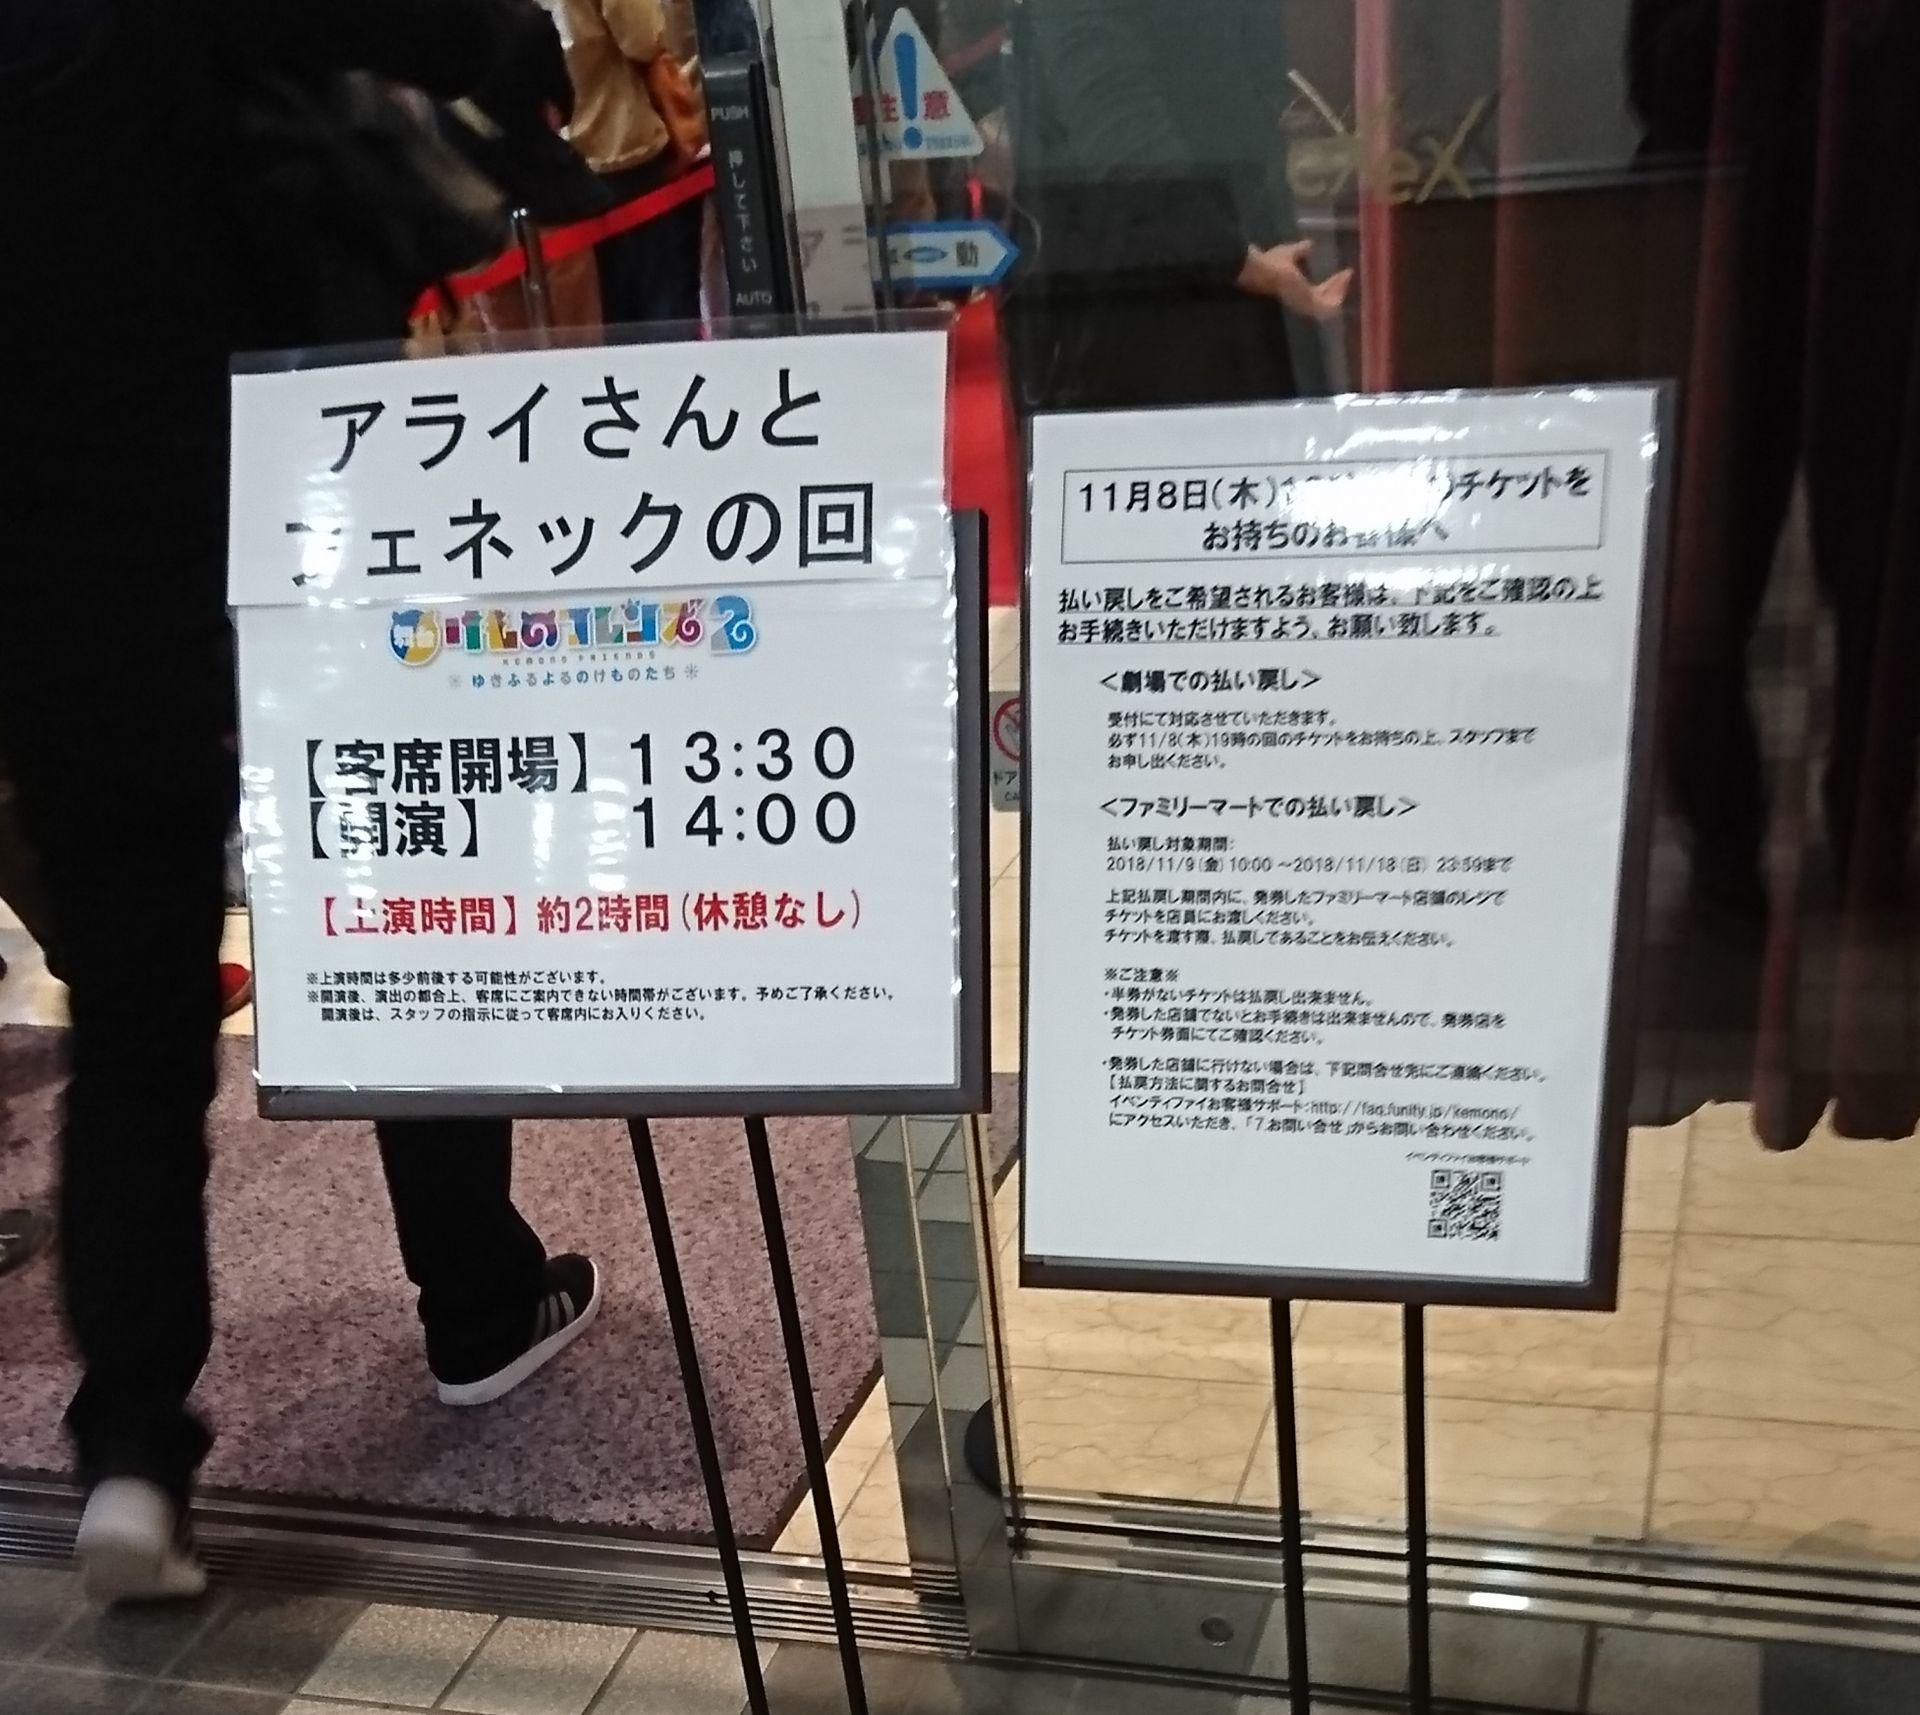 PUSH
押して下さい
AUTO
注意
動
アライさんと
フェネックの回
舞台 けものフレンズ2
KEMONO FRIENDS
※ゆきふるよるのけものたち※
【客席開場】13:30
【開演】 14:00
【上演時間】約2時間(休憩なし)
※上演時間は多少前後する可能性がございます。
※開演後、演出の都合上、客席にご案内できない時間帯がございます。予めご了承ください。
開演後は、スタッフの指示に従って客席内にお入りください。
11月8日(木) のチケットを
お持ちのお客様へ
払い戻しをご希望されるお客様は、下記をご確認の上
お手続きいただけますよう、お願い致します。
<劇場での払い戻し>
受付にて対応させていただきます。
必ず11/8(木)19時の回のチケットをお持ちの上、スタッフまで
お申し出ください。
<ファミリーマートでの払い戻し>
払い戻し対象期間:
2018/11/9(金)10:00 ~2018/11/18(日) 23:59まで
上記払戻し期間内に、発券したファミリーマート店舗のレジで
チケットを店員にお渡しください。
チケットを渡す際、払戻してあることをお伝えください。
※ご注意※
・半券がないチケットは払戻し出来ません。
・発券した店舗でないとお手続きは出来ませんので、発券店を
チケット券面にてご確認ください。
・発券した店舗に行けない場合は、下記問合せ先にご連絡ください。
【払戻方法に関するお問合せ】
イベンティファイお客様サポート:http://faq.funity.jp/kemono/
にアクセスいただき、「7.お問い合せ」からお問い合わせください。
イベンティファイお客様サポート